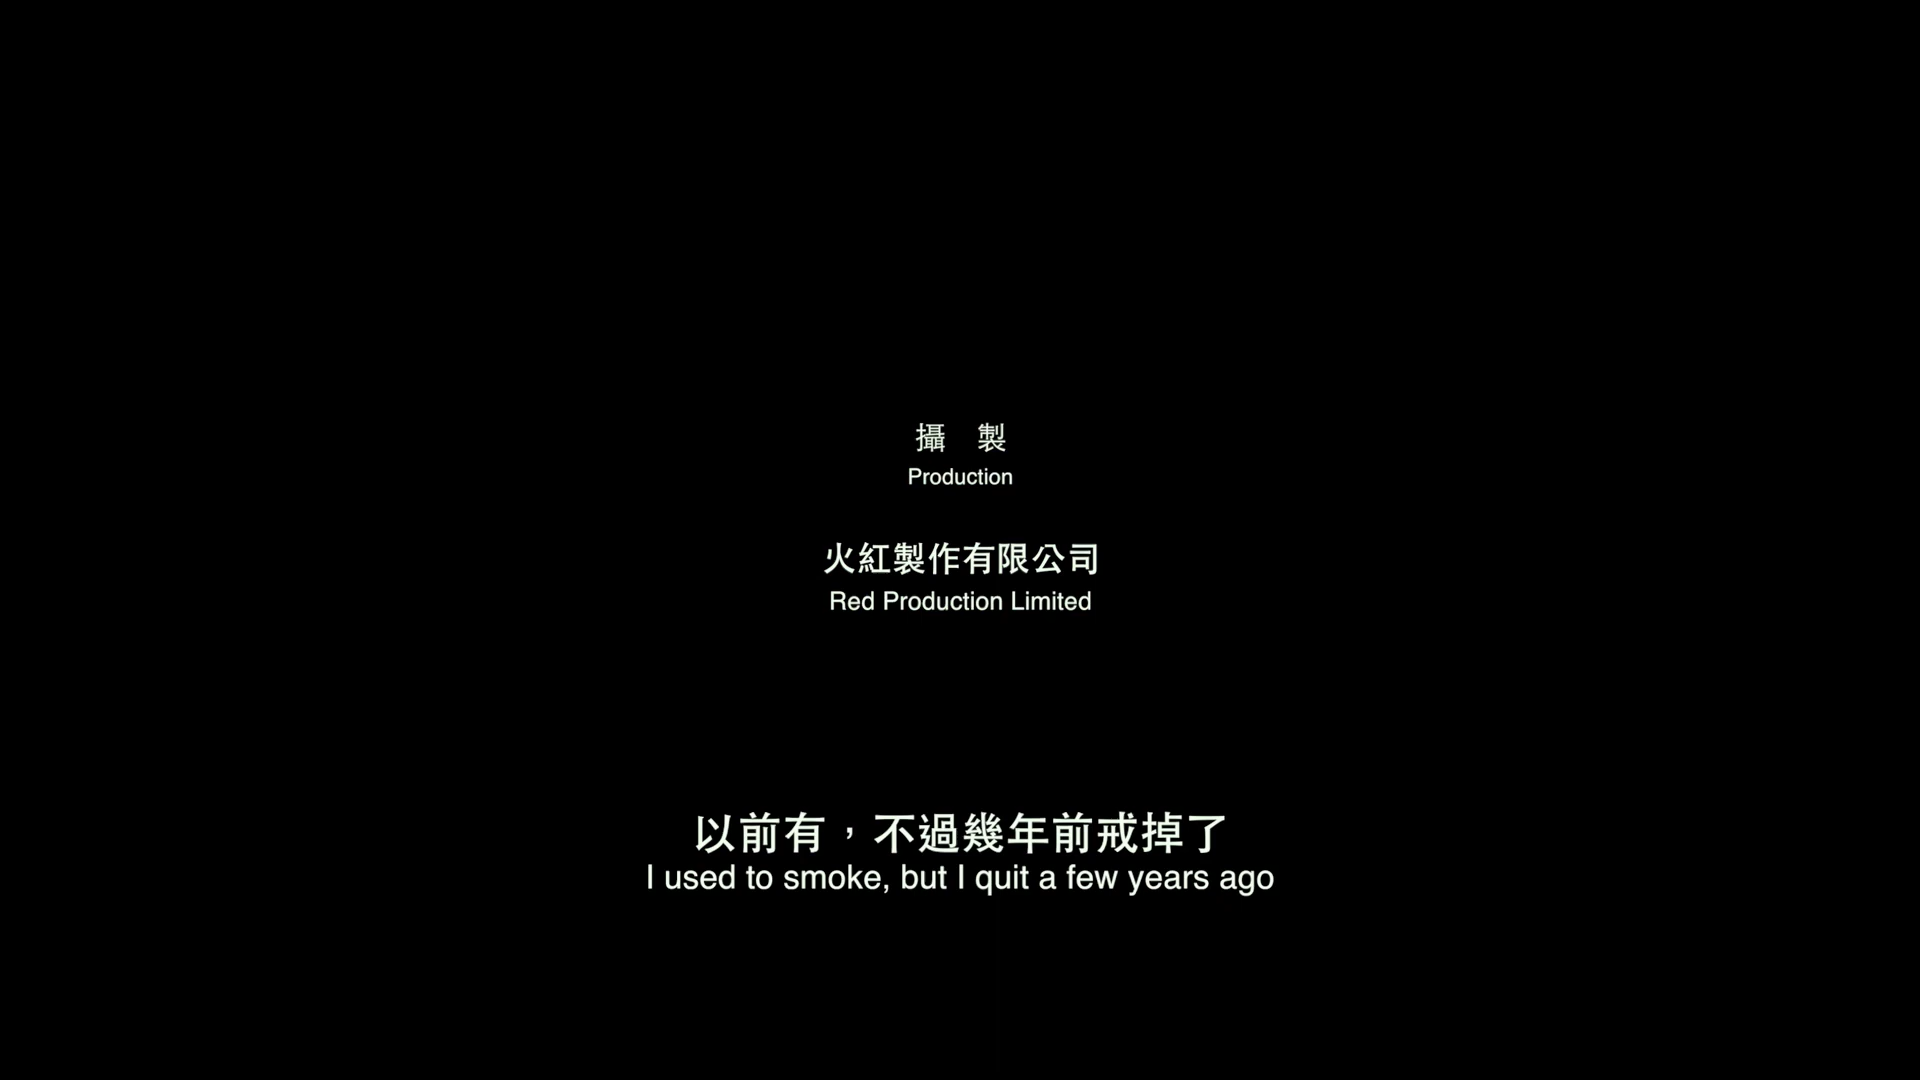 攝　製
Production
火紅製作有限公司
Red Production Limited
以前有，不過幾年前戒掉了
I used to smoke, but I quit a few years ago